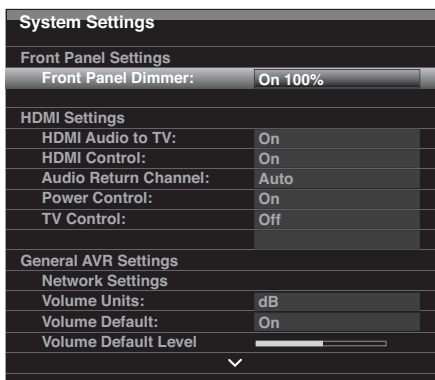 System Settings
Front Panel Settings
Front Panel Dimmer: On 100%
HDMI Settings
HDMI Audio to TV: On
HDMI Control: On
Audio Return Channel: Auto
Power Control: On
TV Control: Off
General AVR Settings
Network Settings
Volume Units: dB
Volume Default: On
Volume Default Level